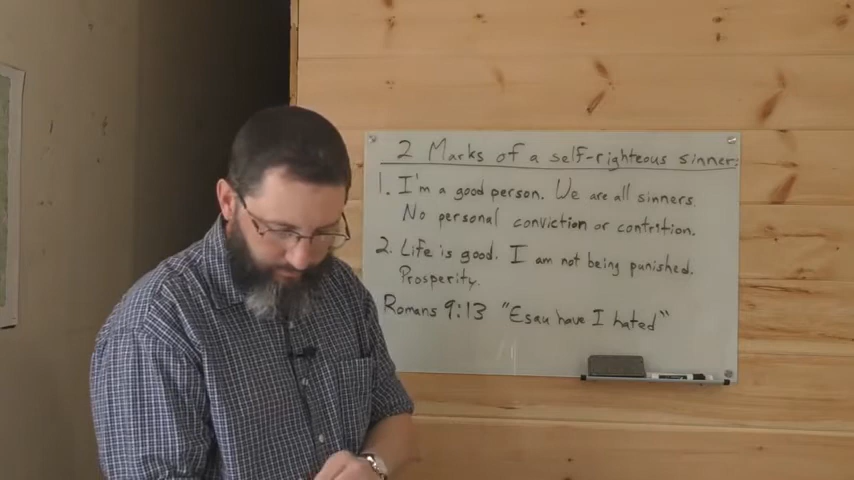 2 Marks of a self-righteous sinner:
1. I'm a good person. We are all sinners.
No personal conviction or contrition.
2. Life is good. I am not being punished.
Prosperity.
Romans 9:13 "Esau have I hated"